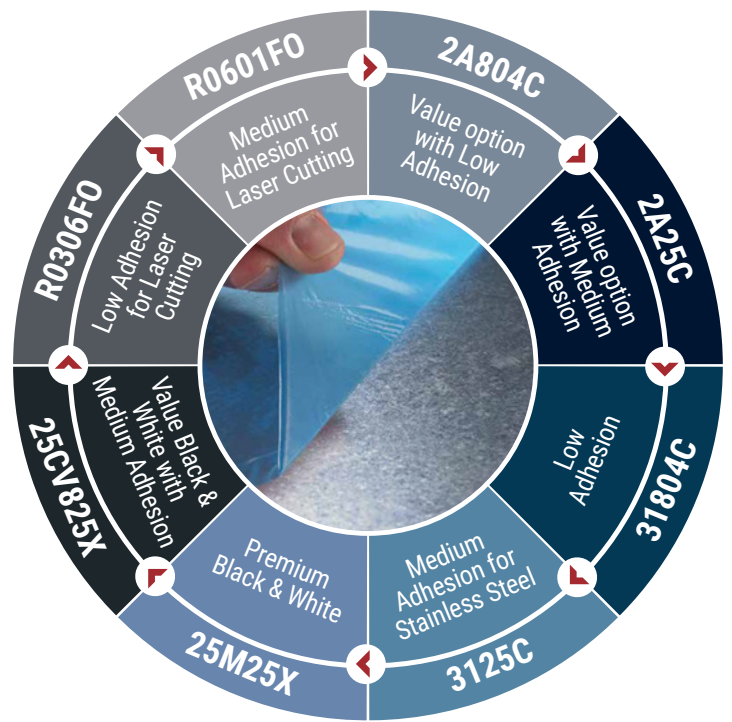 2A804C
Value option
with Low
Adhesion
2A25C
Value option
with Medium
Adhesion
31804C
Low
Adhesion
3125C
Medium
Adhesion for
Stainless Steel
25M25X
Premium
Black & White
25CV825X
Value Black &
White with
Medium Adhesion
R0306FO
Low Adhesion
for Laser
Cutting
R0601FO
Medium
Adhesion for
Laser Cutting